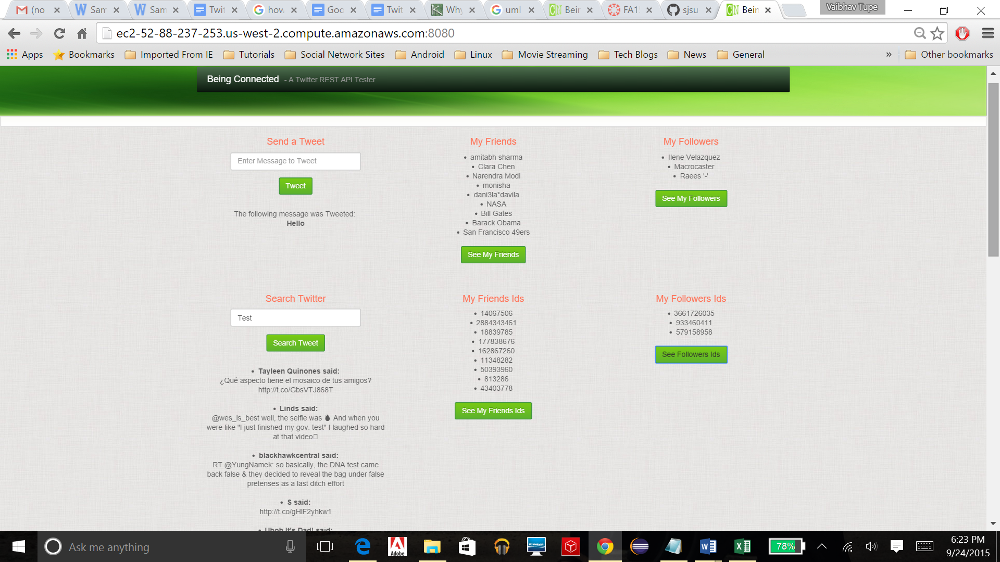 (no
Sam
Sam
Twit
how
Goo
Twit
Why
uml
Bein
FA1
sjsu
Bein
Vaibhav Tupe
ec2-52-88-237-253.us-west-2.compute.amazonaws.com:8080
Apps
Bookmarks
Imported From IE
Tutorials
Social Network Sites
Android
Linux
Movie Streaming
Tech Blogs
News
General
»
Other bookmarks
Being Connected - A Twitter REST API Tester
Send a Tweet
Enter Message to Tweet
Tweet
The following message was Tweeted:
Hello
My Friends
• amitabh sharma
• Clara Chen
• Narendra Modi
• monisha
• dani3la*davila
• NASA
• Bill Gates
• Barack Obama
• San Francisco 49ers
See My Friends
My Followers
• Ilene Velazquez
• Macrocaster
• Raees '-'
See My Followers
Search Twitter
Test
Search Tweet
• Tayleen Quinones said:
¿Qué aspecto tiene el mosaico de tus amigos?
http://t.co/GbsVTJ868T
• Linds said:
@wes_is_best well, the selfie was 🔥 And when you
were like "I just finished my gov. test" I laughed so hard
at that video
• blackhawkcentral said:
RT @YungNamek: so basically, the DNA test came
back false & they decided to reveal the bag under false
pretenses as a last ditch effort
• S said:
http://t.co/gHIF2yhkw1
• Uhoh It's Dad! said:
My Friends Ids
• 14067506
• 2884343461
• 18839785
• 177838676
• 162867260
• 11348282
• 50393960
• 813286
• 43403778
See My Friends Ids
My Followers Ids
• 3661726035
• 933460411
• 579158958
See Followers Ids
Ask me anything
Adobe
lenovo
78%
6:23 PM
9/24/2015